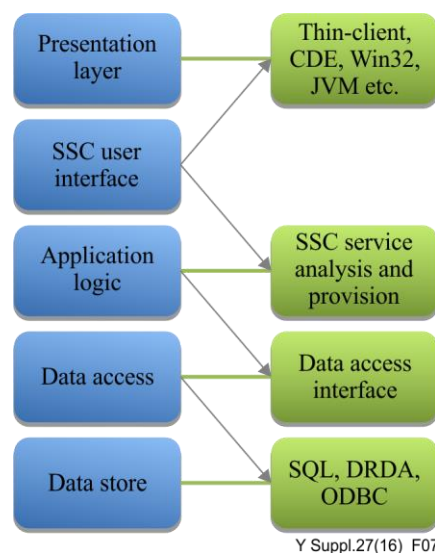 Presentation
layer
Thin-client,
CDE, Win32,
JVM etc.
SSC user
interface
Application
logic
SSC service
analysis and
provision
Data access
Data access
interface
Data store
SQL, DRDA,
ODBC
Y Suppl.27(16)_F07